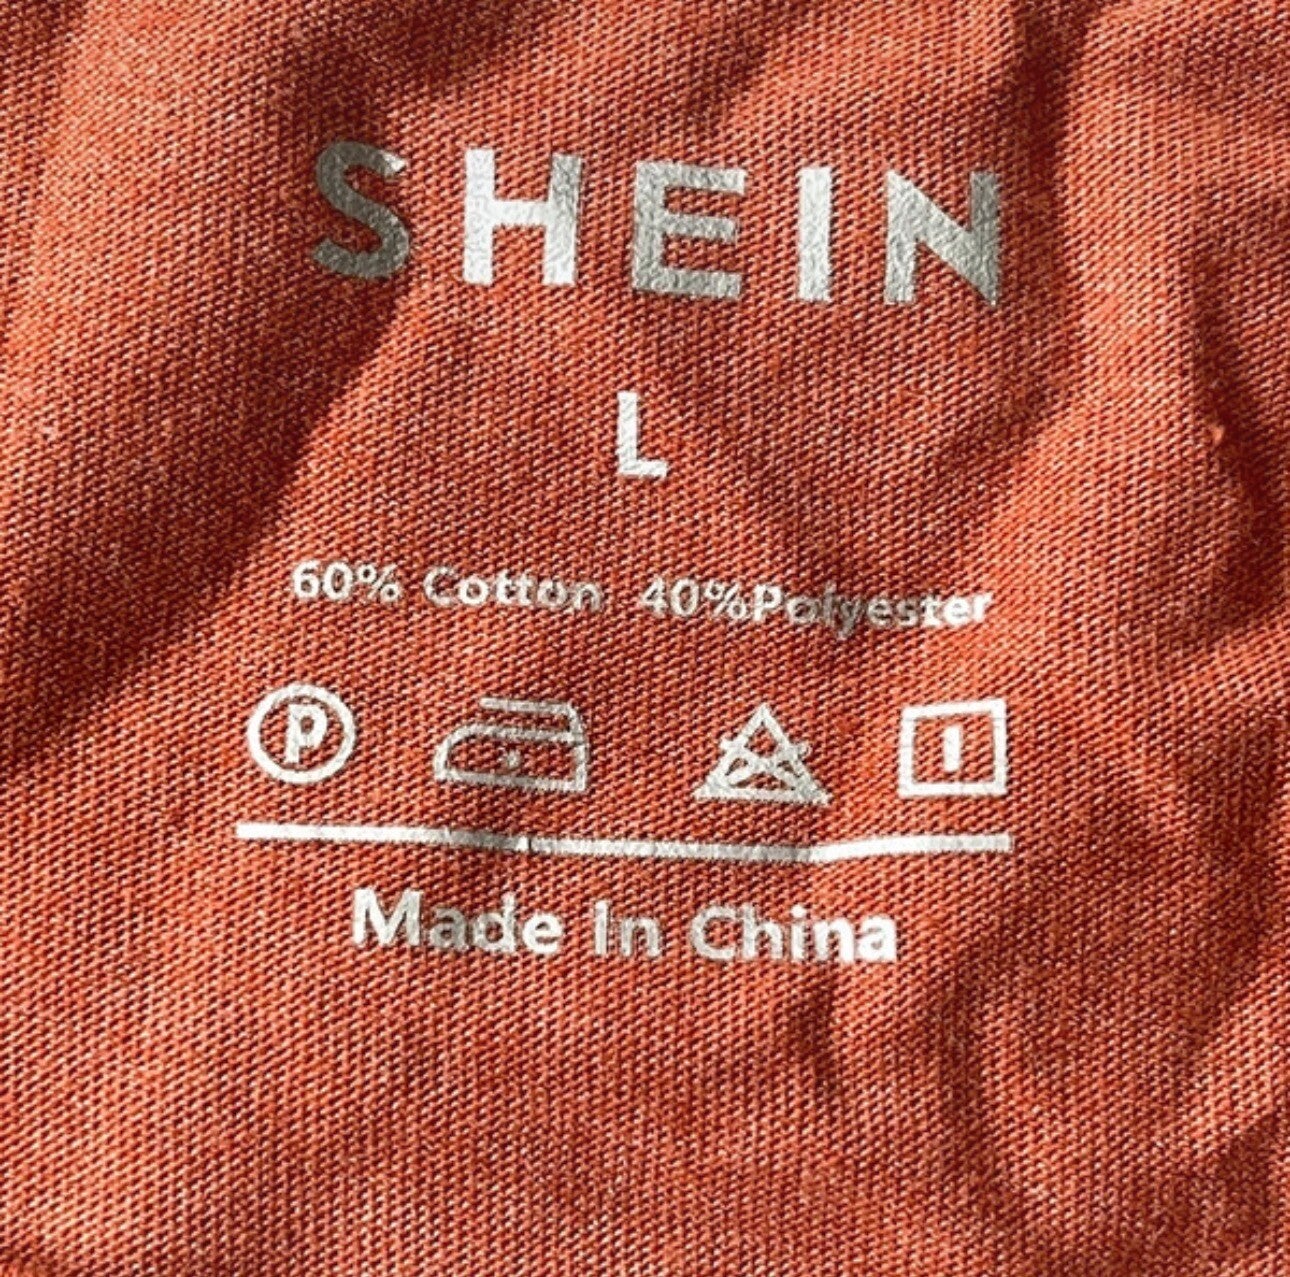 SHEIN
L
60% Cotton 40%Polyester
P
Made In China